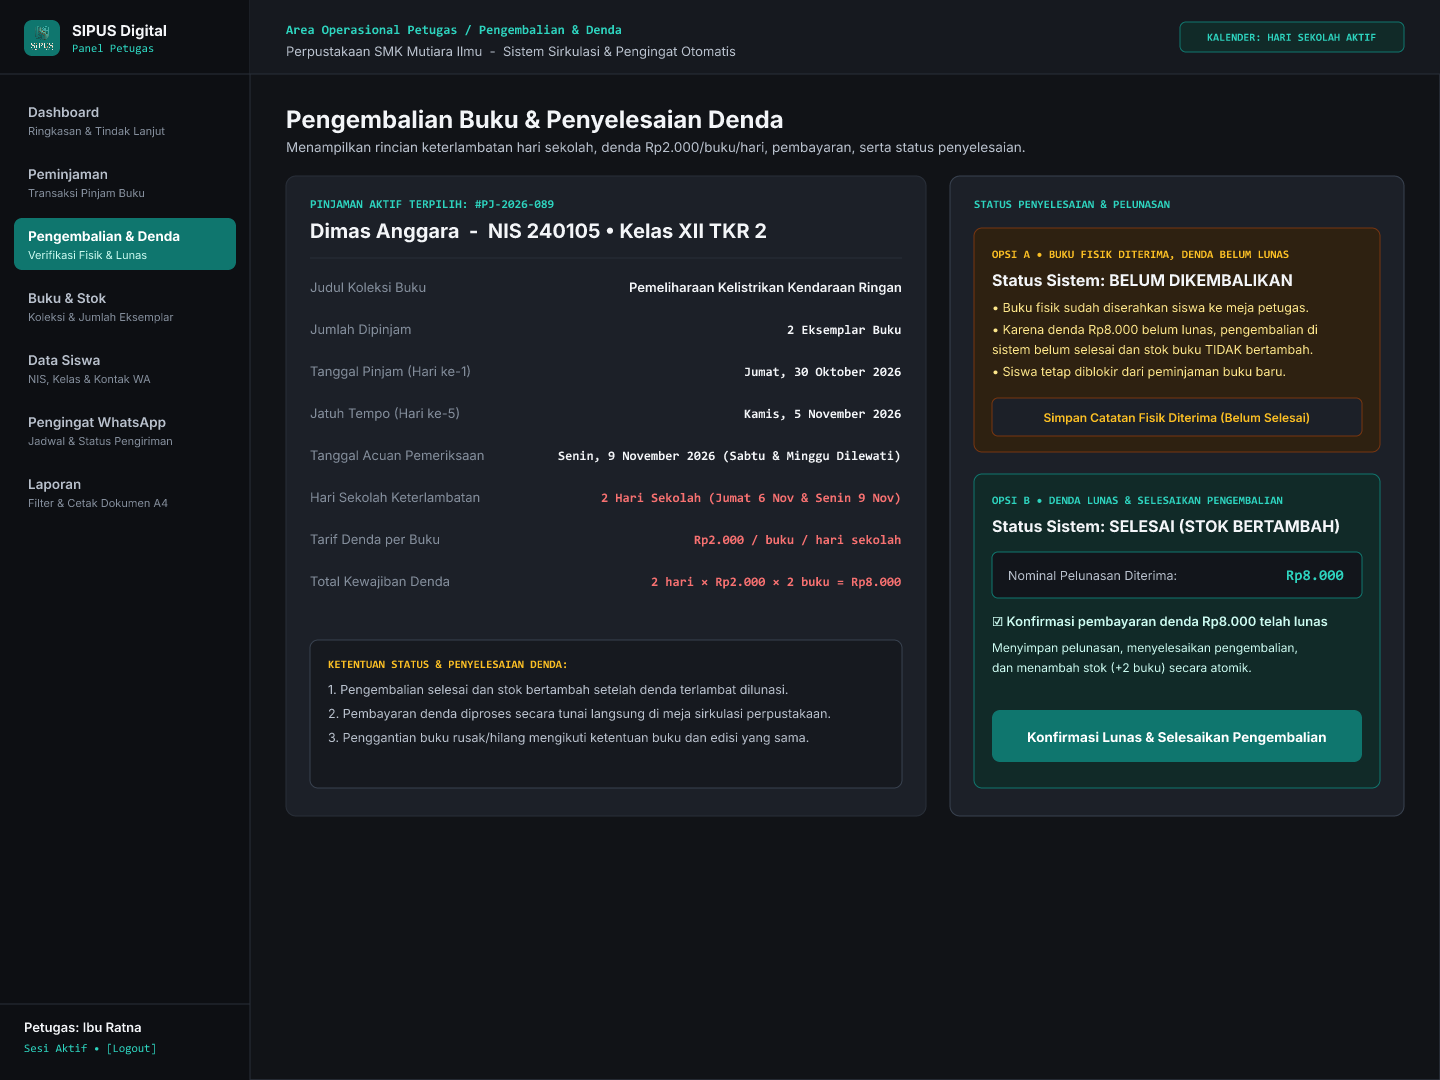 SIPUS
SIPUS Digital
Panel Petugas
Dashboard
Ringkasan & Tindak Lanjut
Peminjaman
Transaksi Pinjam Buku
Pengembalian & Denda
Verifikasi Fisik & Lunas
Buku & Stok
Koleksi & Jumlah Eksemplar
Data Siswa
NIS, Kelas & Kontak WA
Pengingat WhatsApp
Jadwal & Status Pengiriman
Laporan
Filter & Cetak Dokumen A4
Petugas: Ibu Ratna
Sesi Aktif • [Logout]
Area Operasional Petugas / Pengembalian & Denda
Perpustakaan SMK Mutiara Ilmu - Sistem Sirkulasi & Pengingat Otomatis
KALENDER: HARI SEKOLAH AKTIF
Pengembalian Buku & Penyelesaian Denda
Menampilkan rincian keterlambatan hari sekolah, denda Rp2.000/buku/hari, pembayaran, serta status penyelesaian.
PINJAMAN AKTIF TERPILIH: #PJ-2026-089
Dimas Anggara - NIS 240105 • Kelas XII TKR 2
Judul Koleksi Buku Pemeliharaan Kelistrikan Kendaraan Ringan
Jumlah Dipinjam 2 Eksemplar Buku
Tanggal Pinjam (Hari ke-1) Jumat, 30 Oktober 2026
Jatuh Tempo (Hari ke-5) Kamis, 5 November 2026
Tanggal Acuan Pemeriksaan Senin, 9 November 2026 (Sabtu & Minggu Dilewati)
Hari Sekolah Keterlambatan 2 Hari Sekolah (Jumat 6 Nov & Senin 9 Nov)
Tarif Denda per Buku Rp2.000 / buku / hari sekolah
Total Kewajiban Denda 2 hari × Rp2.000 × 2 buku = Rp8.000
KETENTUAN STATUS & PENYELESAIAN DENDA:
1. Pengembalian selesai dan stok bertambah setelah denda terlambat dilunasi.
2. Pembayaran denda diproses secara tunai langsung di meja sirkulasi perpustakaan.
3. Penggantian buku rusak/hilang mengikuti ketentuan buku dan edisi yang sama.
STATUS PENYELESAIAN & PELUNASAN
OPSI A • BUKU FISIK DITERIMA, DENDA BELUM LUNAS
Status Sistem: BELUM DIKEMBALIKAN
• Buku fisik sudah diserahkan siswa ke meja petugas.
• Karena denda Rp8.000 belum lunas, pengembalian di
sistem belum selesai dan stok buku TIDAK bertambah.
• Siswa tetap diblokir dari peminjaman buku baru.
Simpan Catatan Fisik Diterima (Belum Selesai)
OPSI B • DENDA LUNAS & SELESAIKAN PENGEMBALIAN
Status Sistem: SELESAI (STOK BERTAMBAH)
Nominal Pelunasan Diterima: Rp8.000
☑ Konfirmasi pembayaran denda Rp8.000 telah lunas
Menyimpan pelunasan, menyelesaikan pengembalian,
dan menambah stok (+2 buku) secara atomik.
Konfirmasi Lunas & Selesaikan Pengembalian